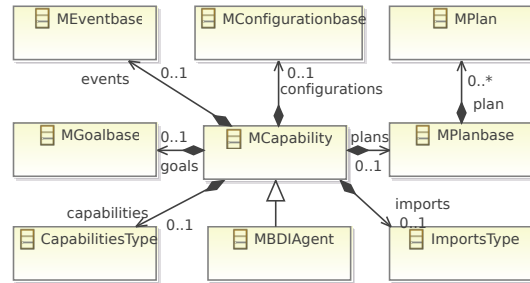 MEventbase
MConfigurationbase
MPlan
events
0..1
0..1
configurations
0..*
plan
MGoalbase
0..1
goals
MCapability
plans
0..1
MPlanbase
capabilities
0..1
imports
0..1
CapabilitiesType
MBDIAgent
ImportsType